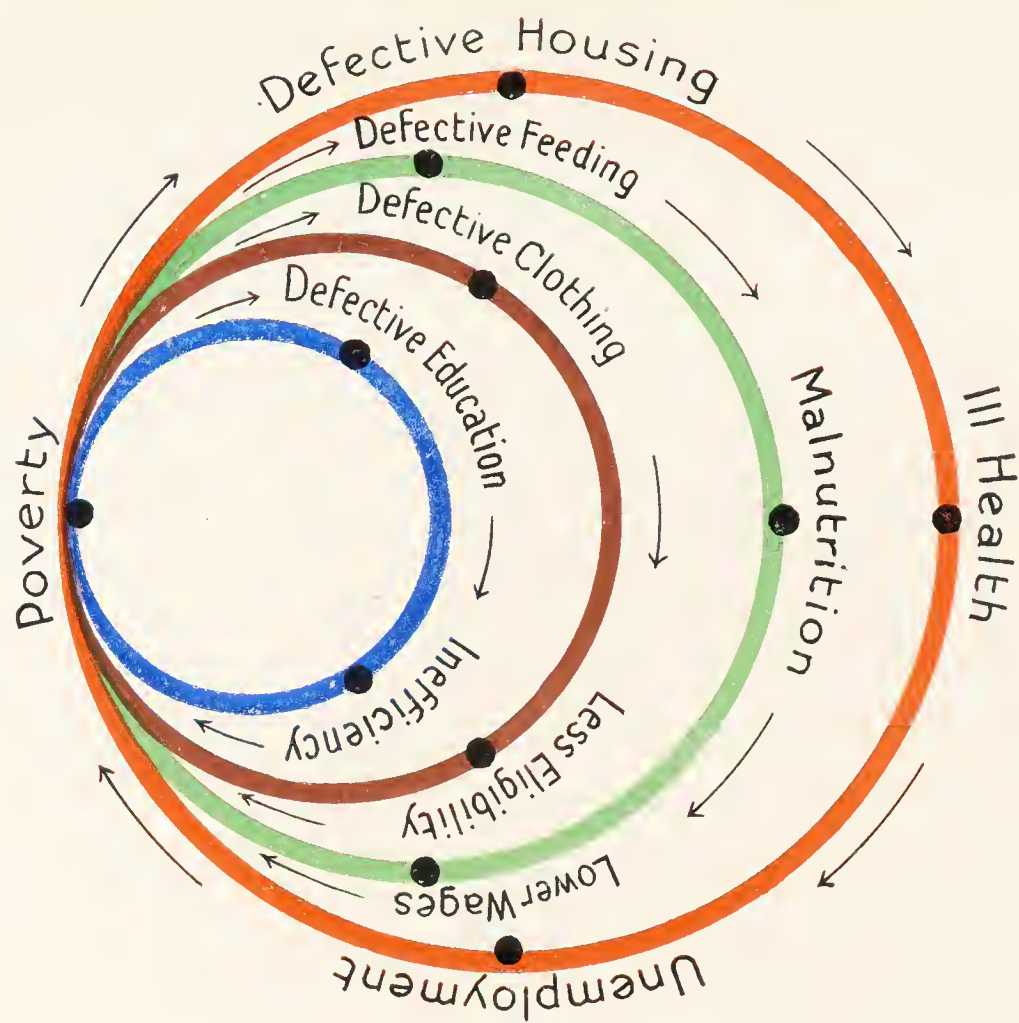 Poverty
Defective Housing
Ill Health
Unemployment
Defective Feeding
Malnutrition
Lower Wages
Defective Clothing
Less Eligibility
Defective Education
Inefficiency